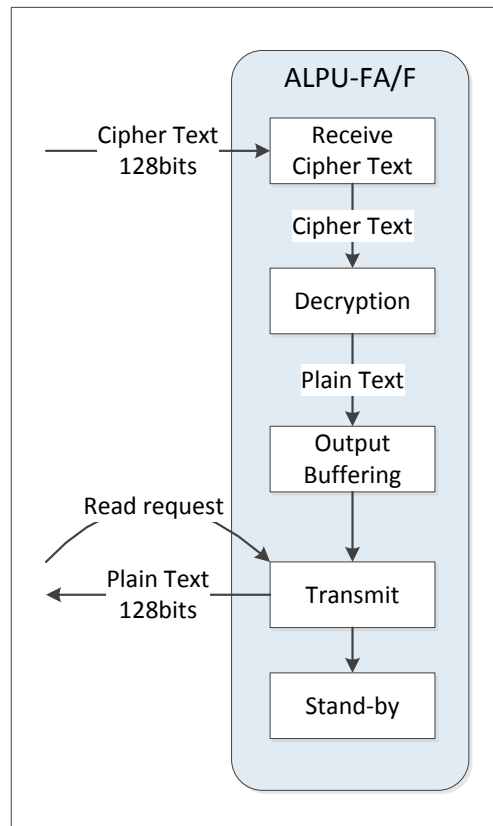 ALPU-FA/F
Cipher Text
128bits
Receive
Cipher Text
Cipher Text
Decryption
Plain Text
Output
Buffering
Read request
Plain Text
128bits
Transmit
Stand-by